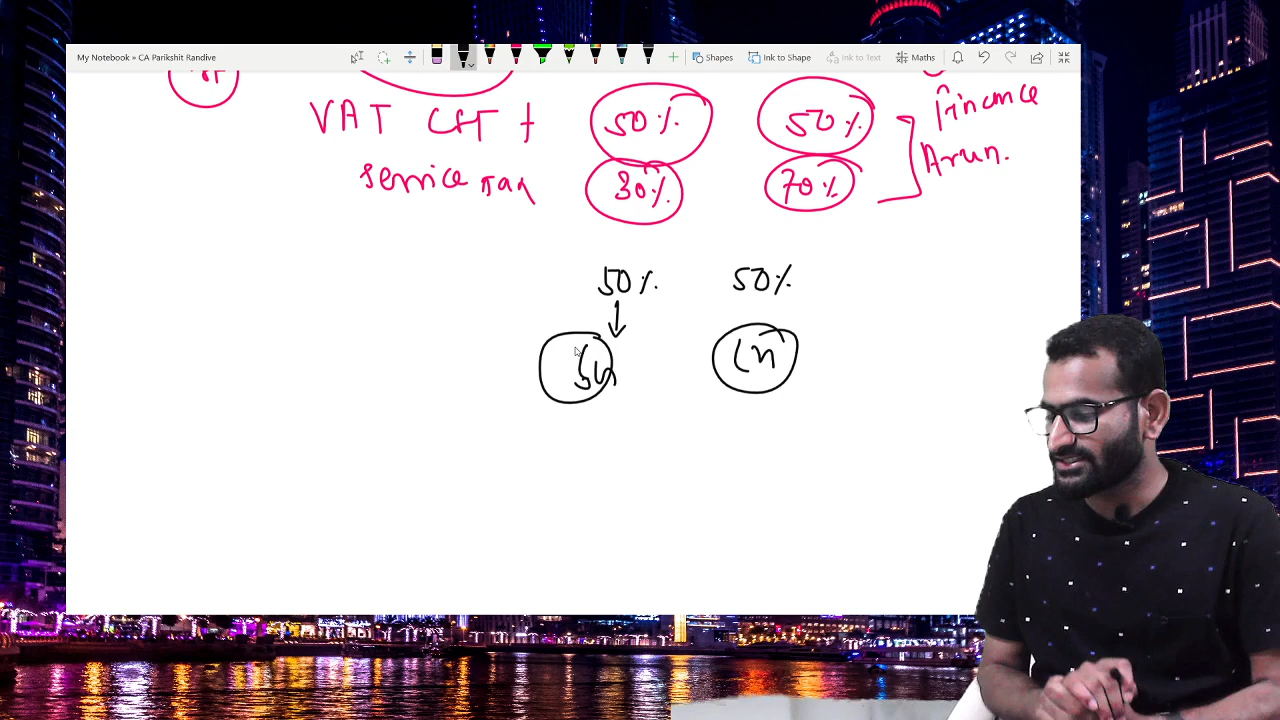 My Notebook » CA Parikshit Randive
Shapes
Ink to Shape
Ink to Text
Maths
VAT CST + 50% 50% Finance
Service Tax 30% 70% Arun.
50% 50%